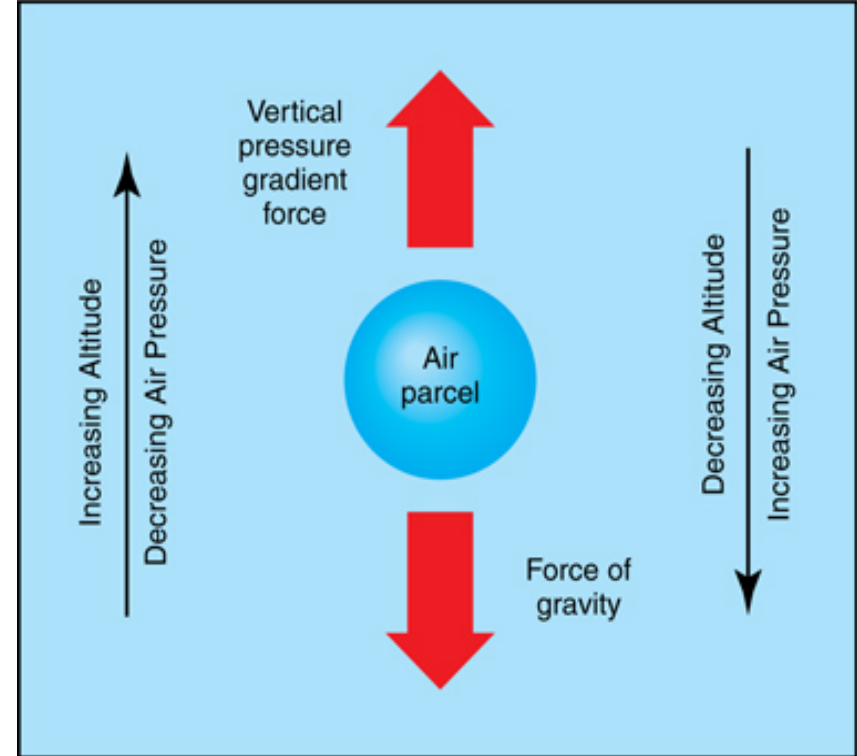 Vertical
pressure
gradient
force
Increasing Altitude
Decreasing Air Pressure
Air
parcel
Decreasing Altitude
Increasing Air Pressure
Force of
gravity